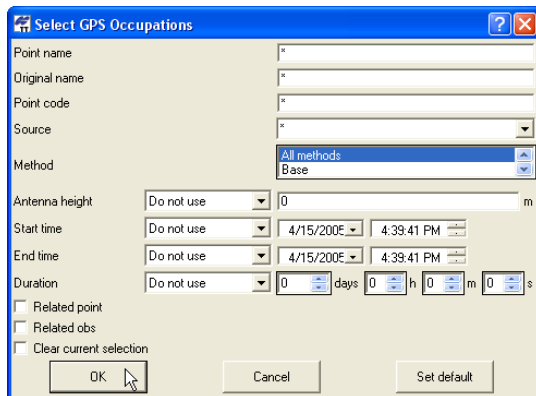 Select GPS Occupations
Point name *
Original name *
Point code *
Source *
Method All methods
Base
Antenna height Do not use 0 m
Start time Do not use 4/15/2005 4:39:41 PM
End time Do not use 4/15/2005 4:39:41 PM
Duration Do not use 0 days 0 h 0 m 0 s
Related point
Related obs
Clear current selection
OK Cancel Set default